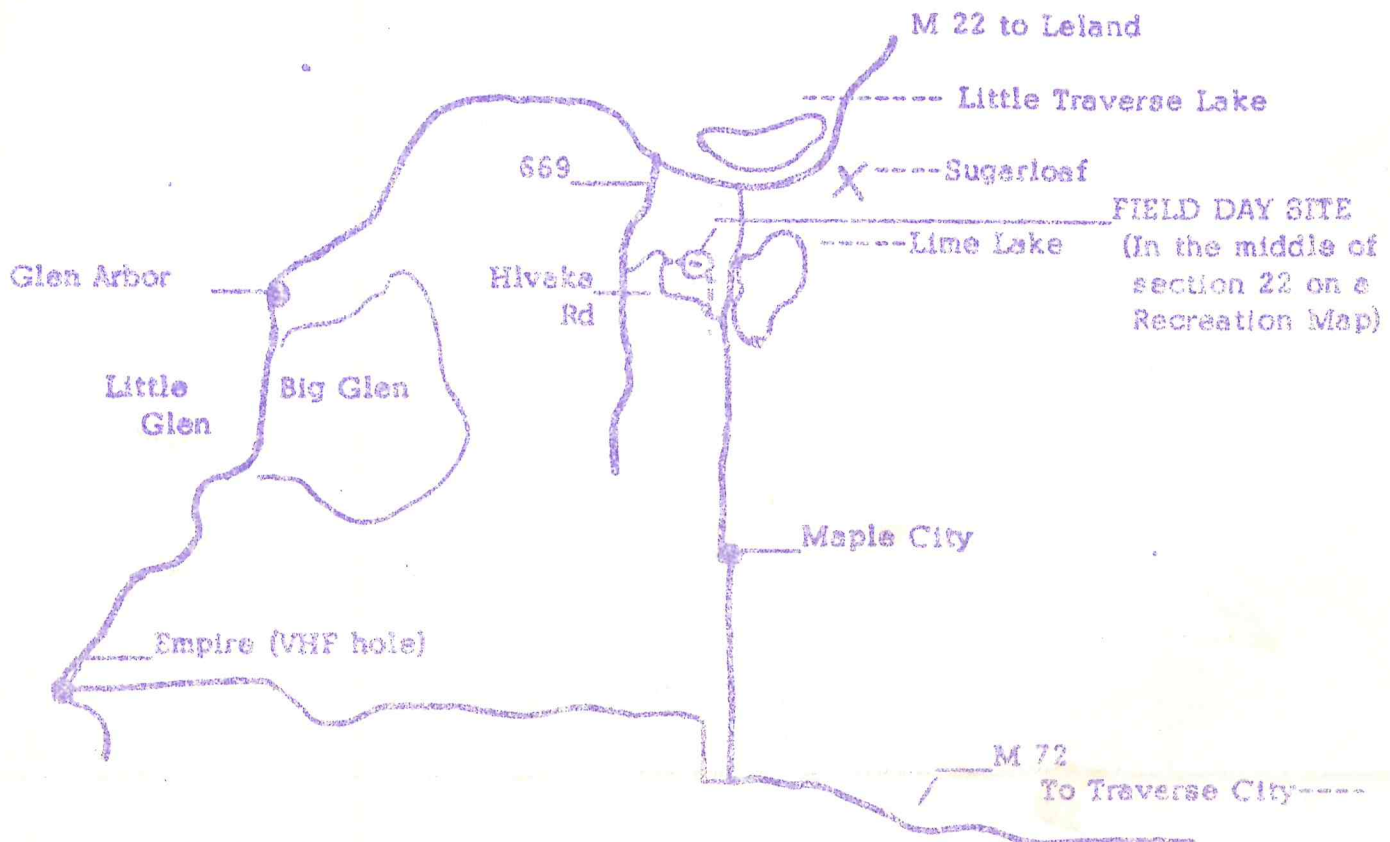 M 22 to Leland
-------- Little Traverse Lake
669
----Sugarloaf
FIELD DAY SITE
(In the middle of
section 22 on a
Recreation Map)
-----Lime Lake
Glen Arbor
Hlvaka
Rd
Little
Glen
Big Glen
Maple City
Empire (VHF hole)
M 72
To Traverse City----